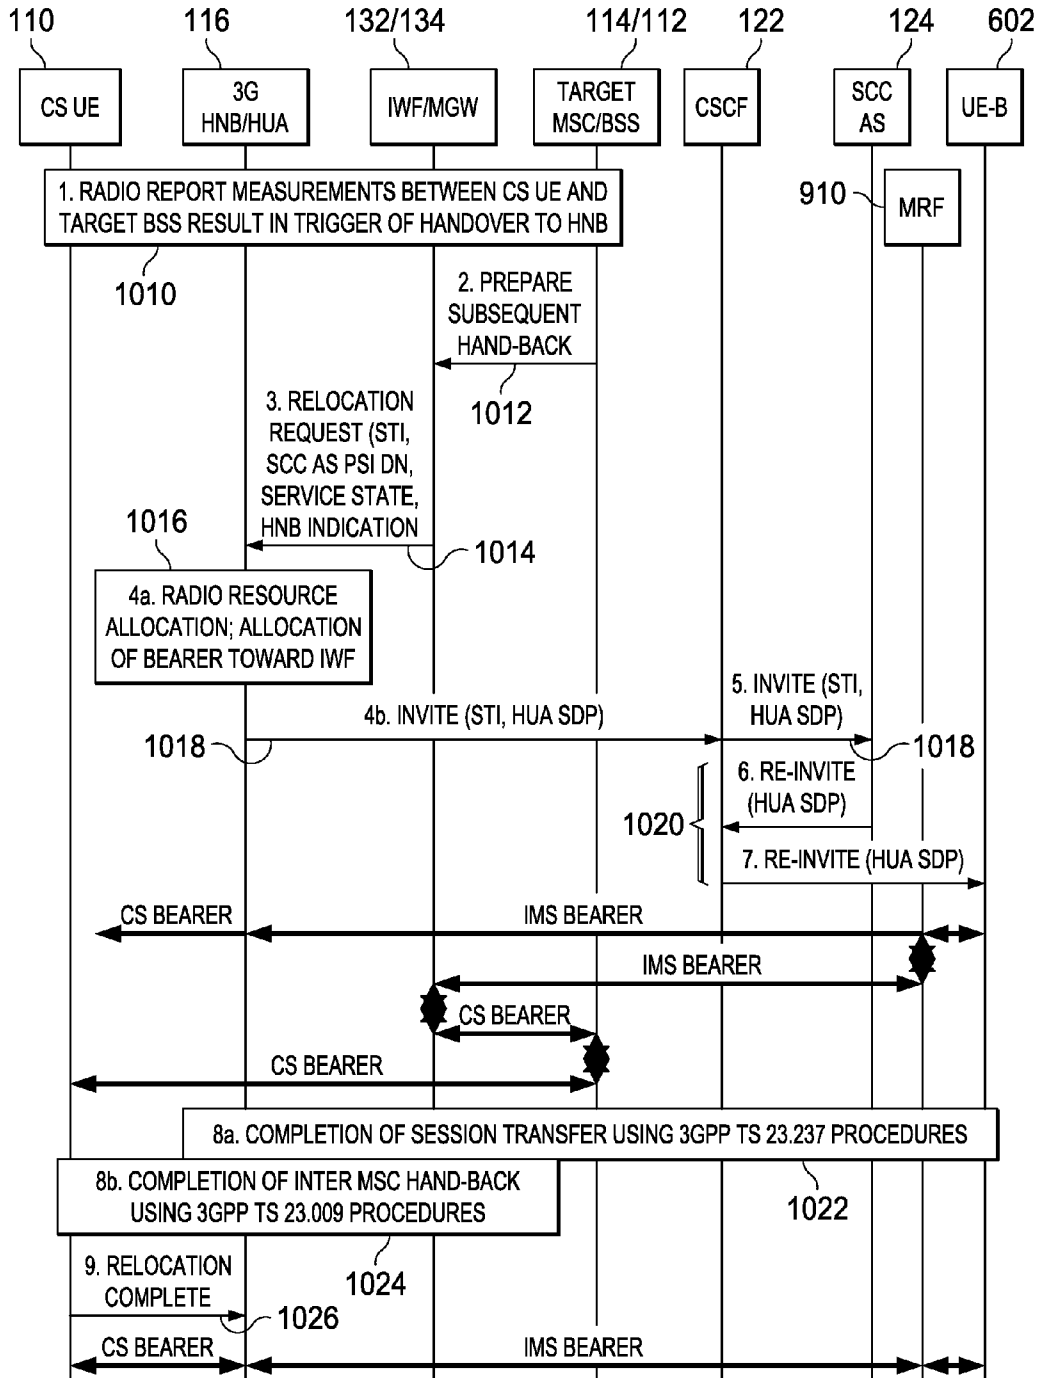 110 116 132/134 114/112 122 124 602
CS UE
3G
HNB/HUA
IWF/MGW
TARGET
MSC/BSS
CSCF
SCC
AS
UE-B
1. RADIO REPORT MEASUREMENTS BETWEEN CS UE AND
TARGET BSS RESULT IN TRIGGER OF HANDOVER TO HNB
1010
910
MRF
2. PREPARE
SUBSEQUENT
HAND-BACK
1012
3. RELOCATION
REQUEST (STI,
SCC AS PSI DN,
SERVICE STATE,
HNB INDICATION
1014
1016
4a. RADIO RESOURCE
ALLOCATION; ALLOCATION
OF BEARER TOWARD IWF
4b. INVITE (STI, HUA SDP)
1018
5. INVITE (STI,
HUA SDP)
1018
6. RE-INVITE
(HUA SDP)
1020
7. RE-INVITE (HUA SDP)
CS BEARER
IMS BEARER
IMS BEARER
CS BEARER
CS BEARER
8a. COMPLETION OF SESSION TRANSFER USING 3GPP TS 23.237 PROCEDURES
1022
8b. COMPLETION OF INTER MSC HAND-BACK
USING 3GPP TS 23.009 PROCEDURES
1024
9. RELOCATION
COMPLETE
1026
CS BEARER
IMS BEARER